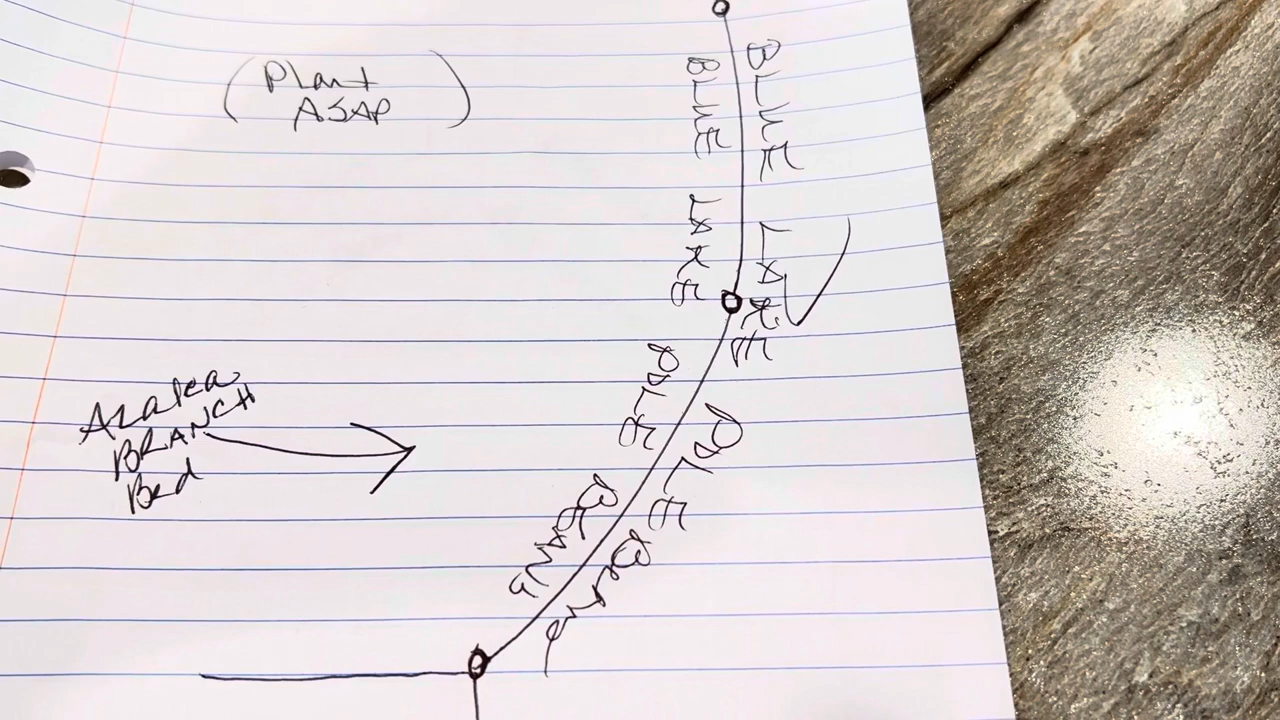 (Plant
ASAP)
BLUE LAKE
BLUE LAKE
POLE BEANS
POLE Beans
Azalea
BRANCH
Bed